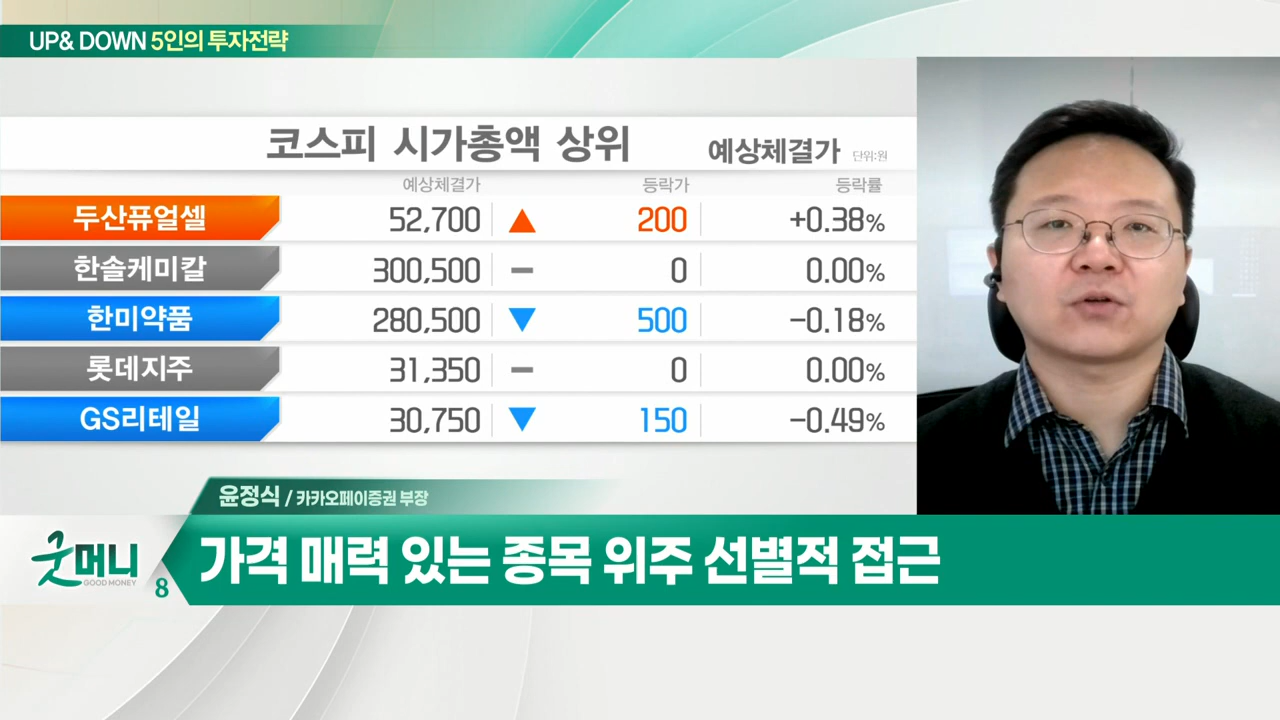 UP& DOWN 5인의 투자전략
코스피 시가총액 상위 예상체결가 단위:원
예상체결가 등락가 등락률
두산퓨얼셀 52,700 ▲ 200 +0.38%
한솔케미칼 300,500 − 0 0.00%
한미약품 280,500 ▼ 500 −0.18%
롯데지주 31,350 − 0 0.00%
GS리테일 30,750 ▼ 150 −0.49%
윤정식 / 카카오페이증권 부장
굿머니
GOOD MONEY
8
가격 매력 있는 종목 위주 선별적 접근